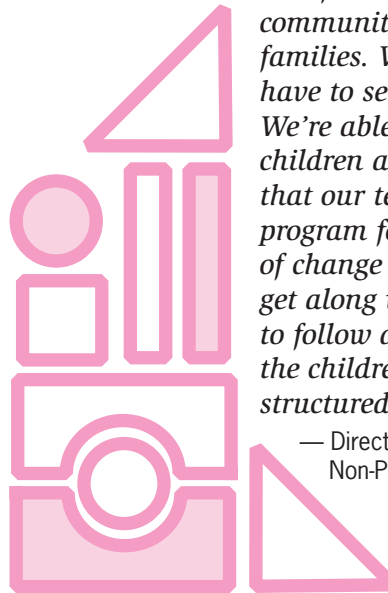 communit
families. V
have to se
We're able
children a
that our te
program fo
of change
get along t
to follow a
the childre
structured
— Direct
Non-P